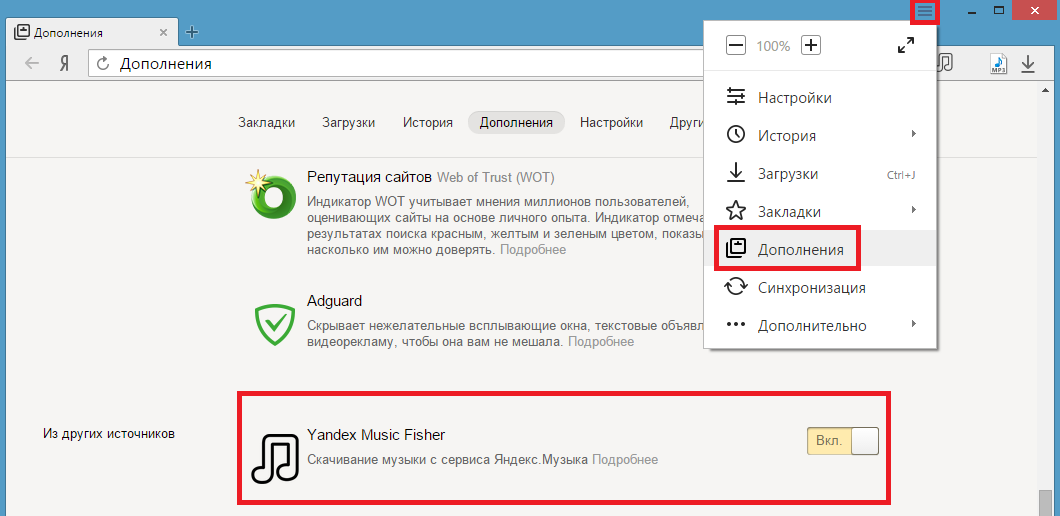 Дополнения
100%
Я
Дополнения
MP3
Закладки
Загрузки
История
Дополнения
Настройки
Други
Настройки
История
Загрузки Ctrl+J
Закладки
Дополнения
Синхронизация
Дополнительно
Репутация сайтов Web of Trust (WOT)
Индикатор WOT учитывает мнения миллионов пользователей,
оценивающих сайты на основе личного опыта. Индикатор отмеча
результатах поиска красным, желтым и зеленым цветом, показы
насколько им можно доверять. Подробнее
Adguard
Скрывает нежелательные всплывающие окна, текстовые объявл
видеорекламу, чтобы она вам не мешала. Подробнее
Из других источников
Yandex Music Fisher
Вкл.
Скачивание музыки с сервиса Яндекс.Музыка Подробнее